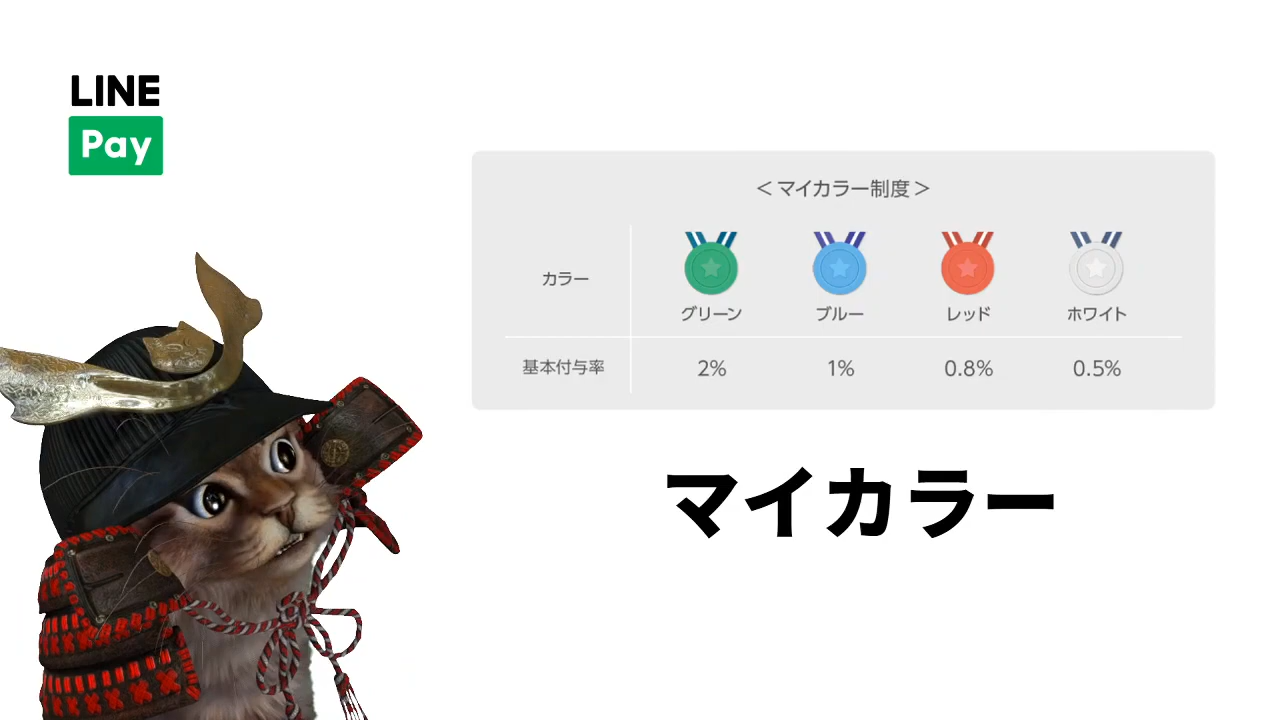 LINE
Pay
＜マイカラー制度＞
カラー
グリーン ブルー レッド ホワイト
基本付与率 2% 1% 0.8% 0.5%
マイカラー